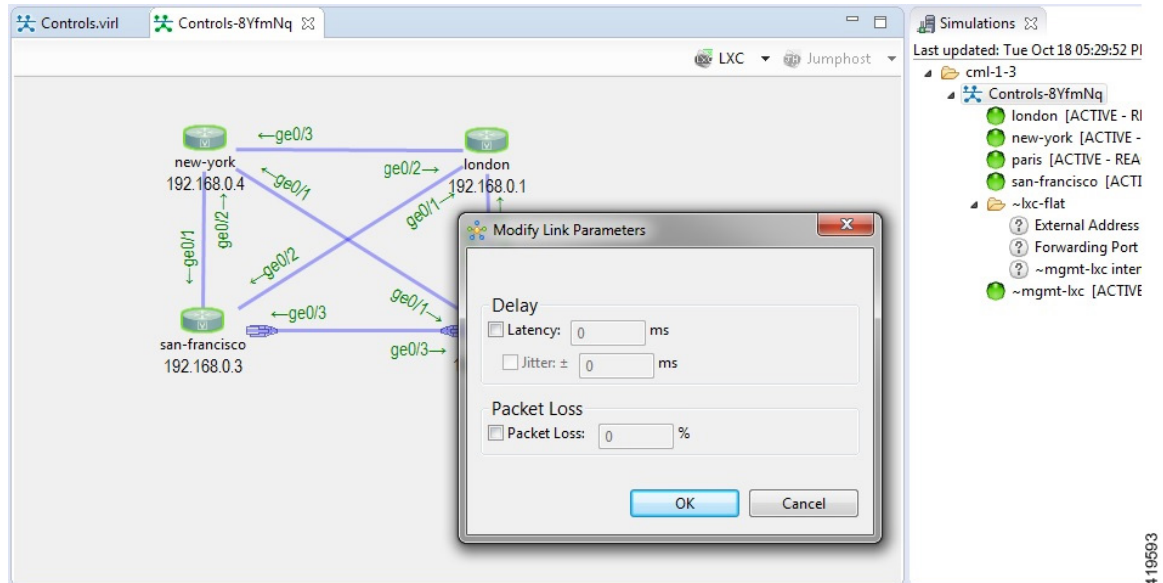 Controls.virl
Controls-8YfmNq
LXC
Jumphost
←ge0/3
new-york
192.168.0.4
ge0/2→
london
192.168.0.1
←ge0/1
ge0/1→
ge0/2→
←ge0/1
←ge0/2
ge0/1→
←ge0/3
san-francisco
192.168.0.3
ge0/3→
Modify Link Parameters
Delay
Latency: 0 ms
Jitter: ± 0 ms
Packet Loss
Packet Loss: 0 %
OK
Cancel
Simulations
Last updated: Tue Oct 18 05:29:52
cml-1-3
Controls-8YfmNq
london [ACTIVE -
new-york [ACTIVE -
paris [ACTIVE -
san-francisco
~lxc-flat
External Address
Forwarding Port
~mgmt-lxc
~mgmt-lxc [ACTIVE
419593